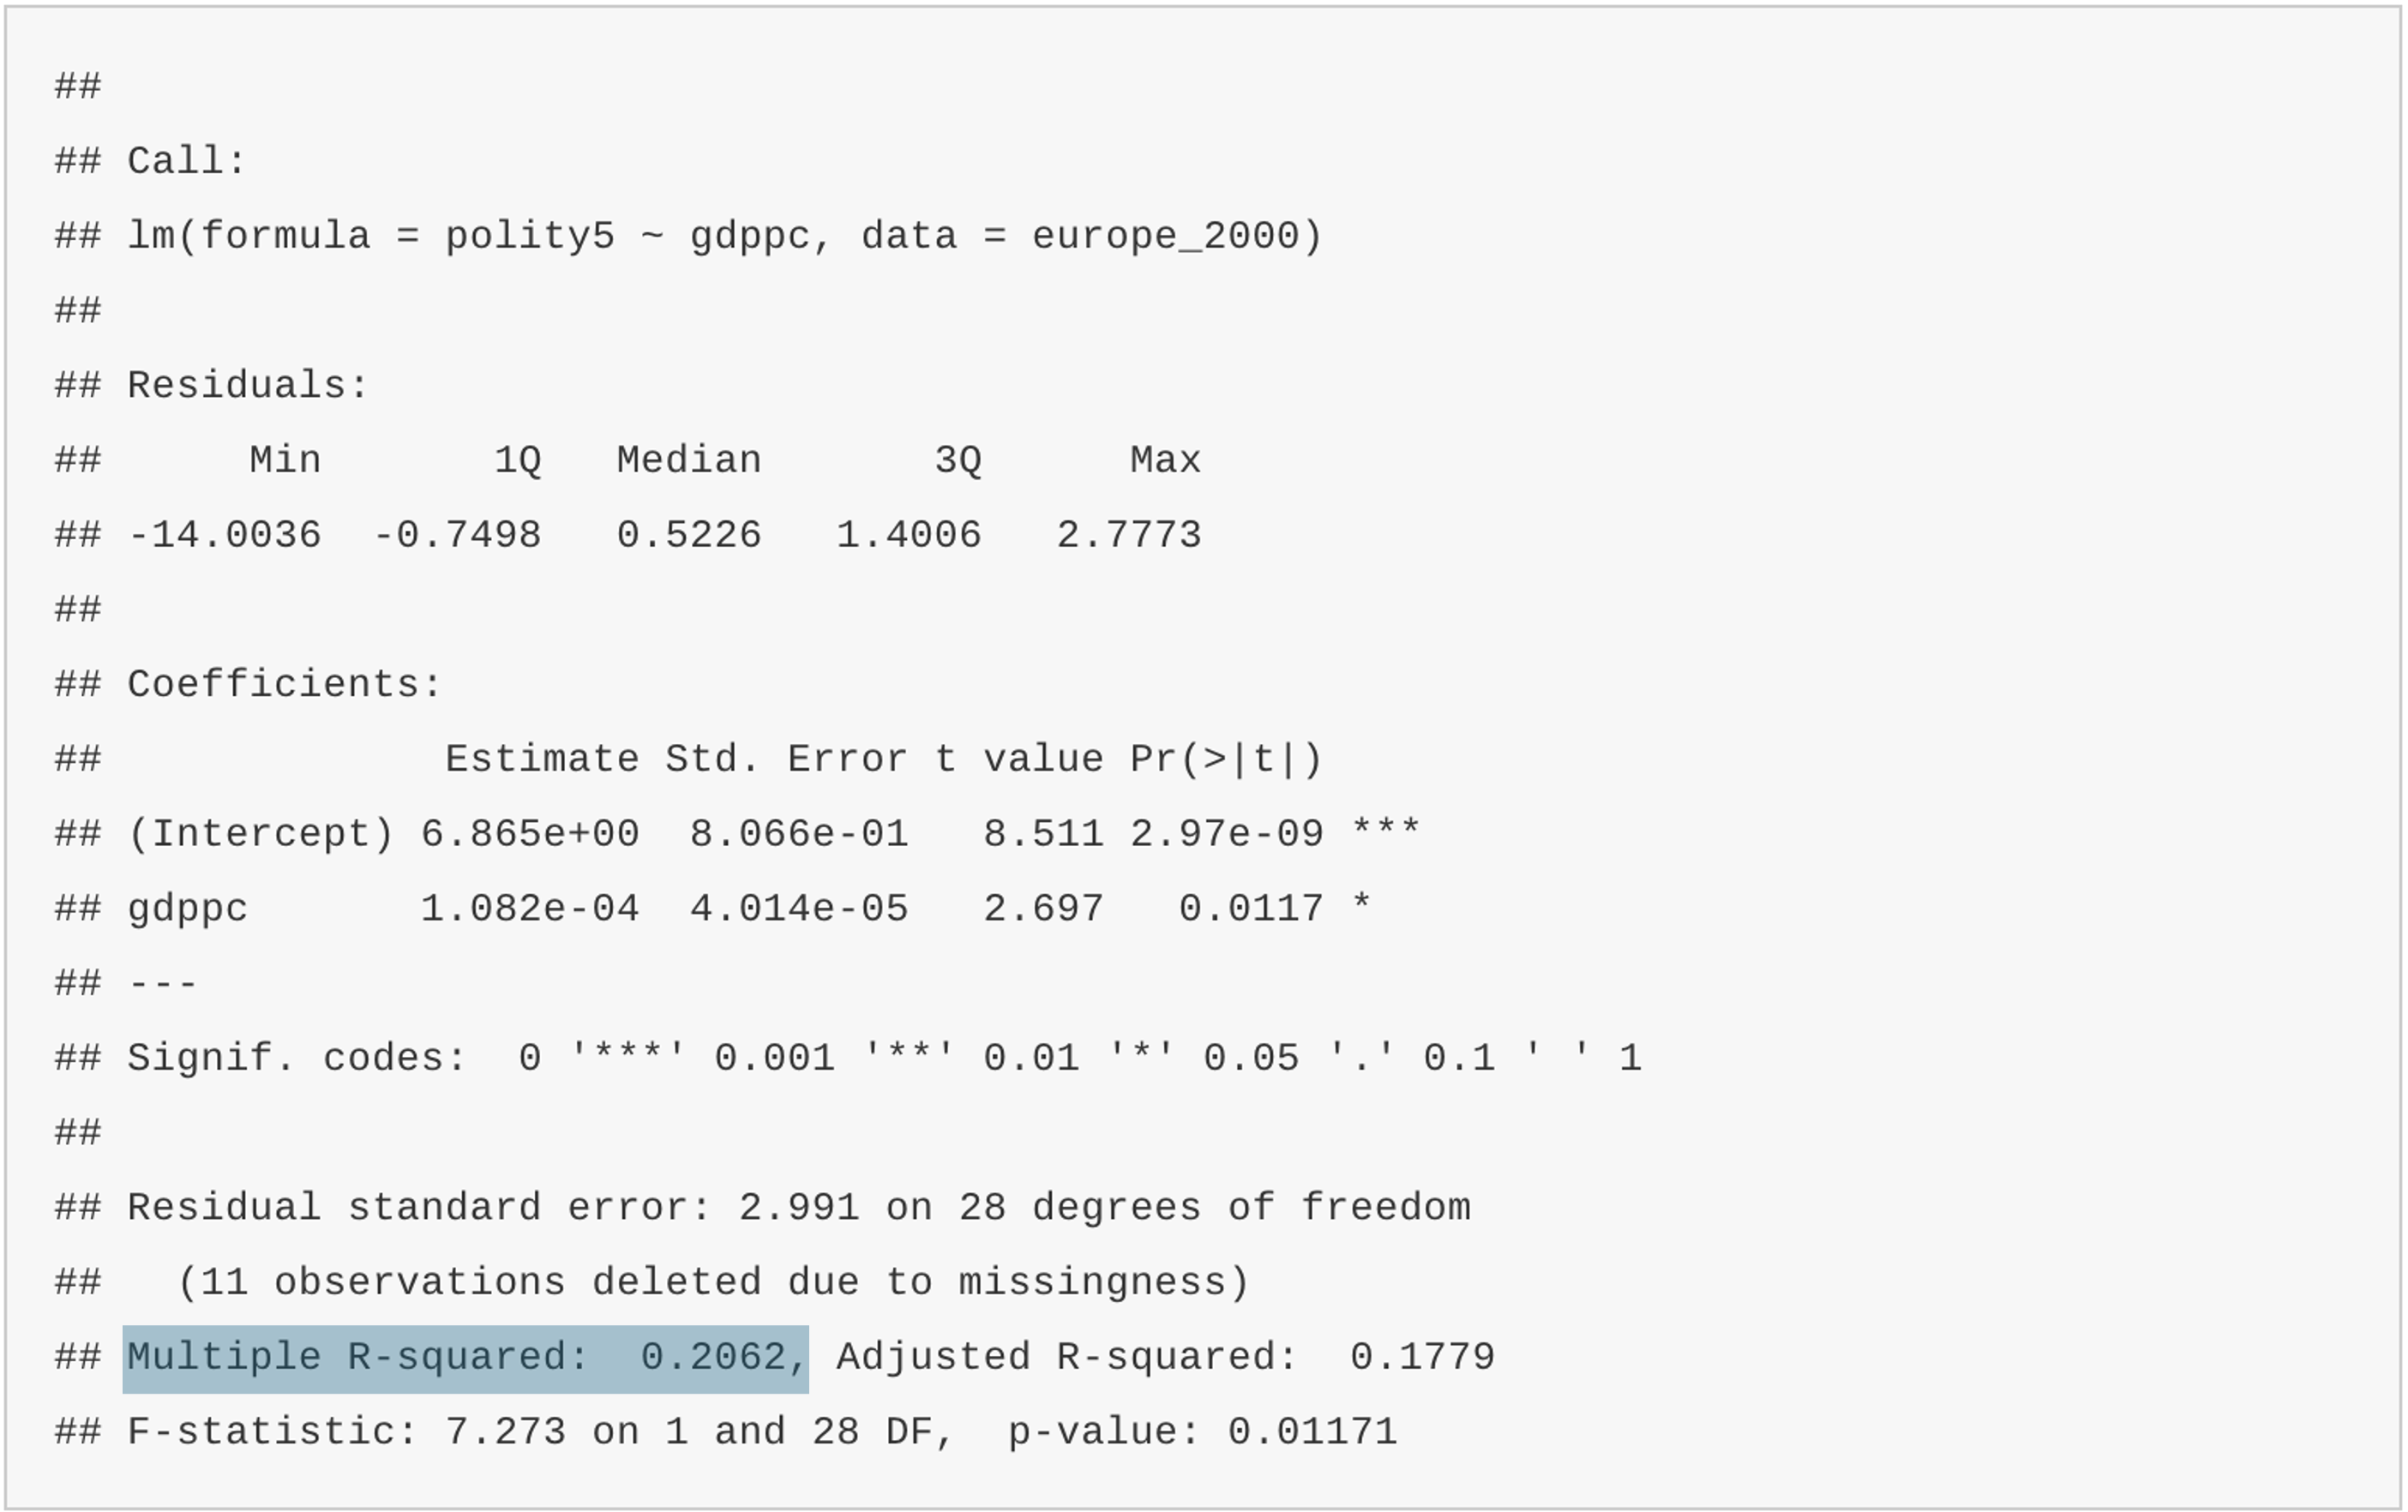 ##
## Call:
## lm(formula = polity5 ~ gdppc, data = europe_2000)
##
## Residuals:
##      Min       1Q   Median       3Q      Max
## -14.0036  -0.7498   0.5226   1.4006   2.7773
##
## Coefficients:
##              Estimate Std. Error t value Pr(>|t|)
## (Intercept) 6.865e+00  8.066e-01   8.511 2.97e-09 ***
## gdppc       1.082e-04  4.014e-05   2.697   0.0117 *
## ---
## Signif. codes:  0 '***' 0.001 '**' 0.01 '*' 0.05 '.' 0.1 ' ' 1
##
## Residual standard error: 2.991 on 28 degrees of freedom
##   (11 observations deleted due to missingness)
## Multiple R-squared:  0.2062, Adjusted R-squared:  0.1779
## F-statistic: 7.273 on 1 and 28 DF,  p-value: 0.01171